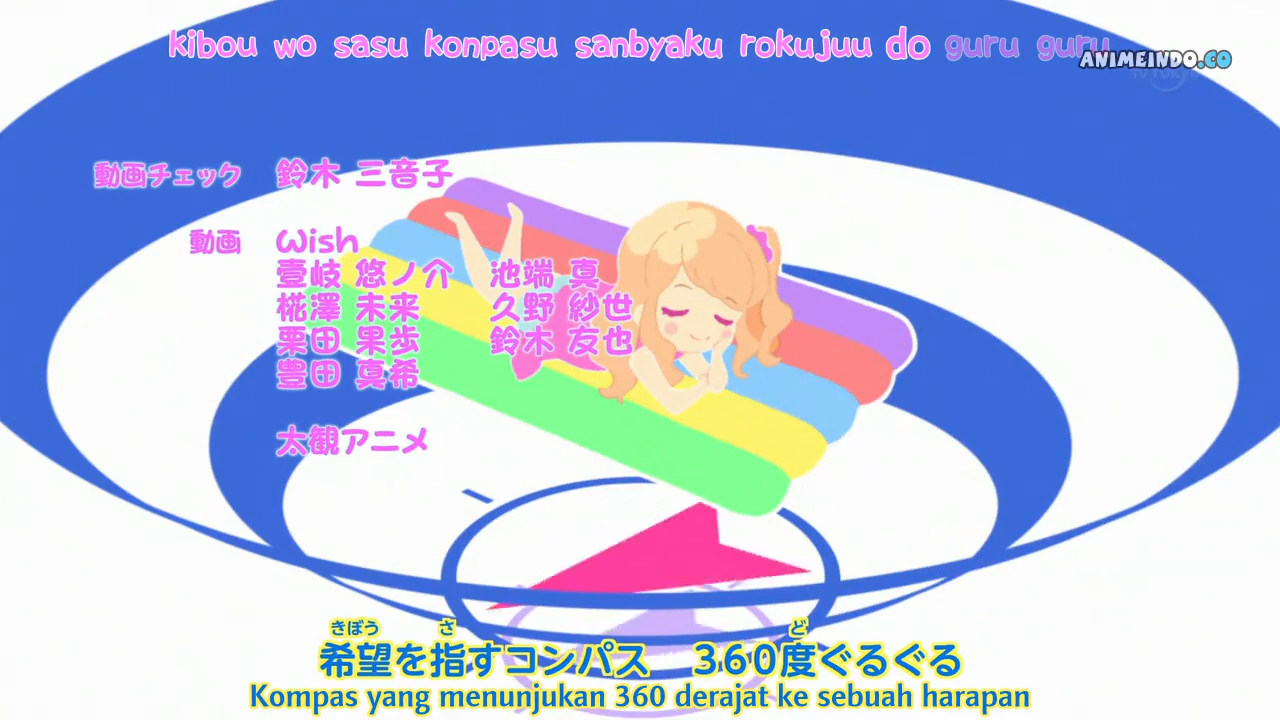 kibou wo sasu konpasu sanbyaku rokujuu do guru guru
ANIMEINDO.CO
TV TOKYO
動画チェック 鈴木 三音子
動画 Wish
壹岐 悠ノ介 池端 真
椛澤 未来 久野 紗世
栗田 果歩 鈴木 友也
豊田 真希
太観アニメ
きぼう さ ど
希望を指すコンパス 360度ぐるぐる
Kompas yang menunjukan 360 derajat ke sebuah harapan